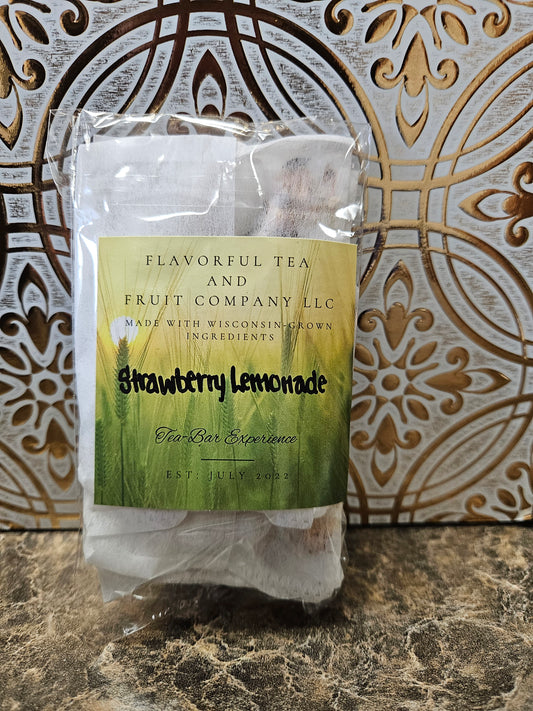 FLAVORFUL TEA
AND
FRUIT COMPANY LLC
MADE WITH WISCONSIN-GROWN
INGREDIENTS
Strawberry Lemonade
Tea-Bar Experience
EST. JULY 2022